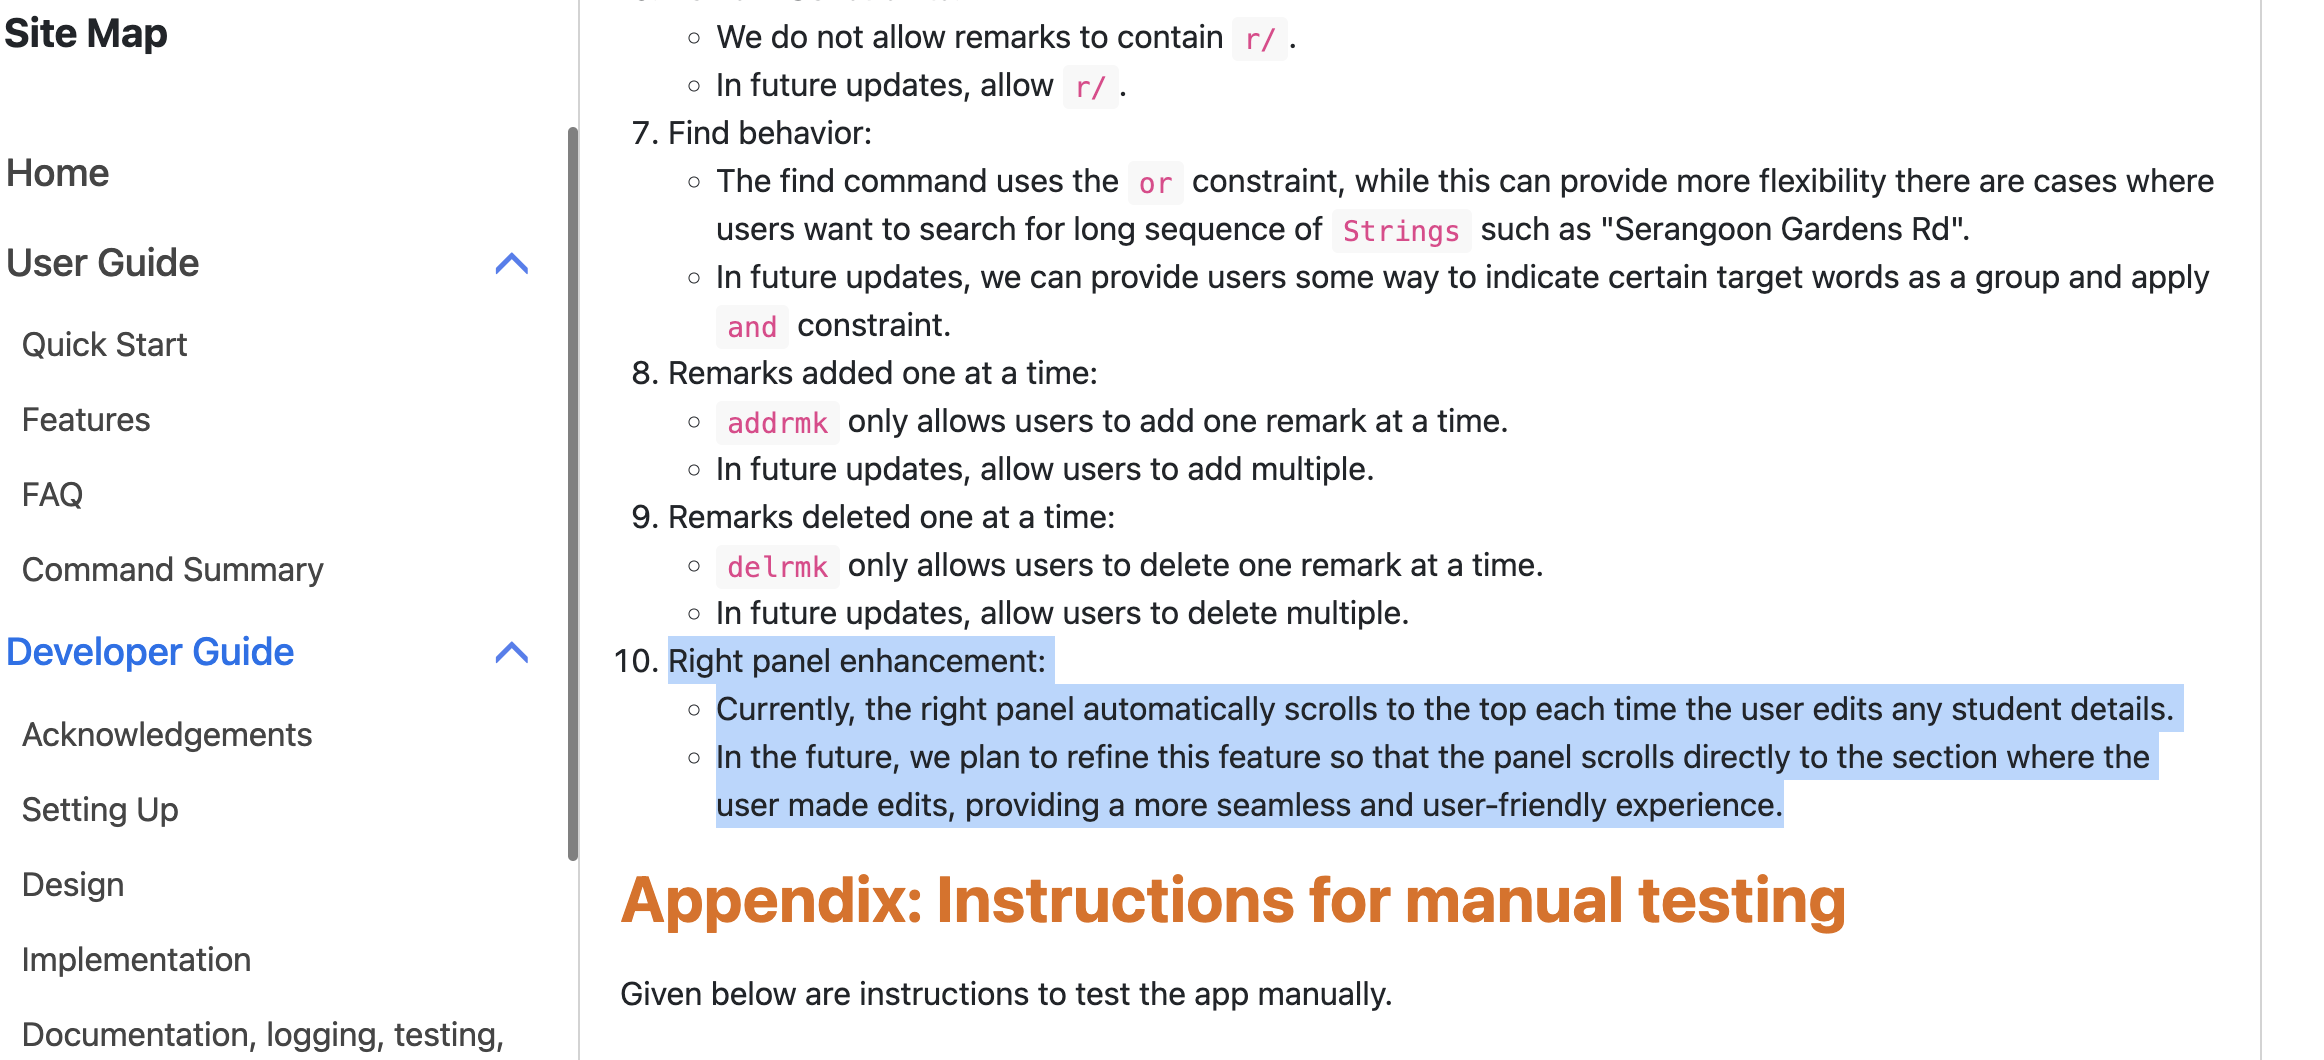 Site Map
Home
User Guide
Quick Start
Features
FAQ
Command Summary
Developer Guide
Acknowledgements
Setting Up
Design
Implementation
Documentation, logging, testing,
We do not allow remarks to contain r/ .
In future updates, allow r/ .
7. Find behavior:
The find command uses the or constraint, while this can provide more flexibility there are cases where
users want to search for long sequence of Strings such as "Serangoon Gardens Rd".
In future updates, we can provide users some way to indicate certain target words as a group and apply
and constraint.
8. Remarks added one at a time:
addrmk only allows users to add one remark at a time.
In future updates, allow users to add multiple.
9. Remarks deleted one at a time:
delrmk only allows users to delete one remark at a time.
In future updates, allow users to delete multiple.
10. Right panel enhancement:
Currently, the right panel automatically scrolls to the top each time the user edits any student details.
In the future, we plan to refine this feature so that the panel scrolls directly to the section where the
user made edits, providing a more seamless and user-friendly experience.
Appendix: Instructions for manual testing
Given below are instructions to test the app manually.